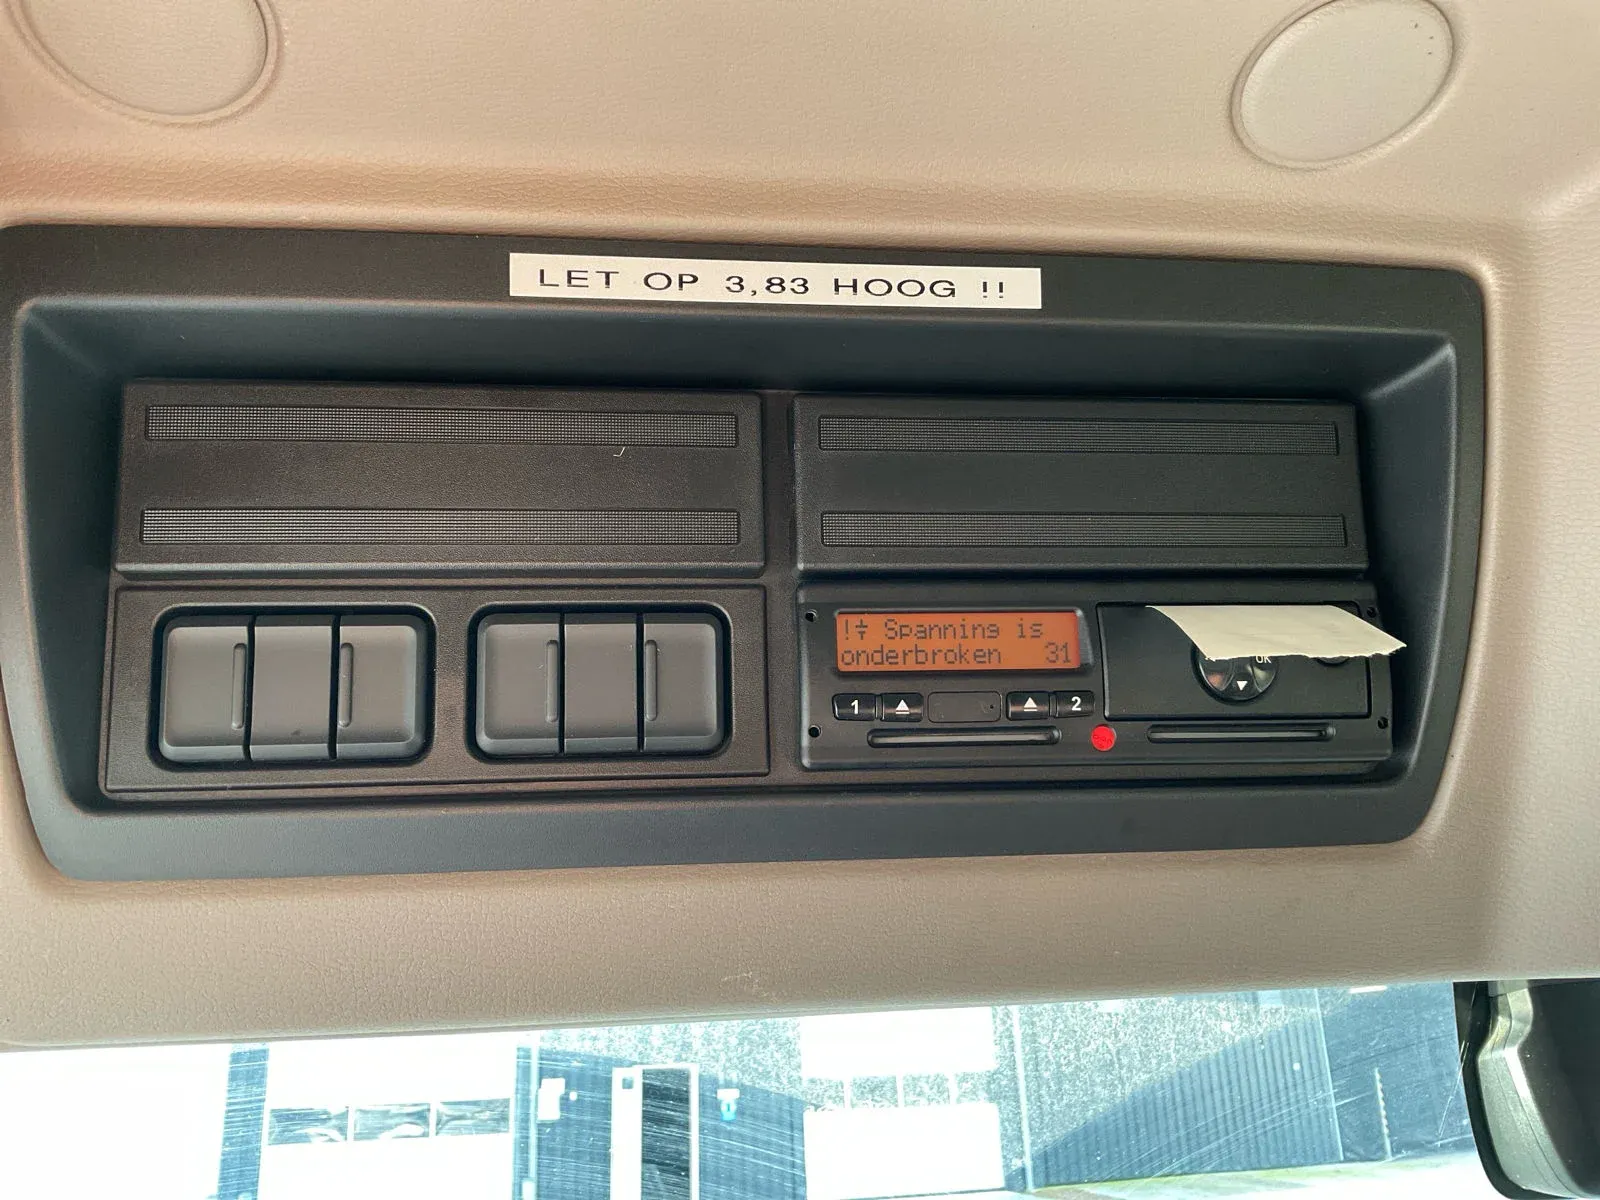 LET OP 3,83 HOOG !!
!÷ Spanning is
onderbroken 31
1
2
OK